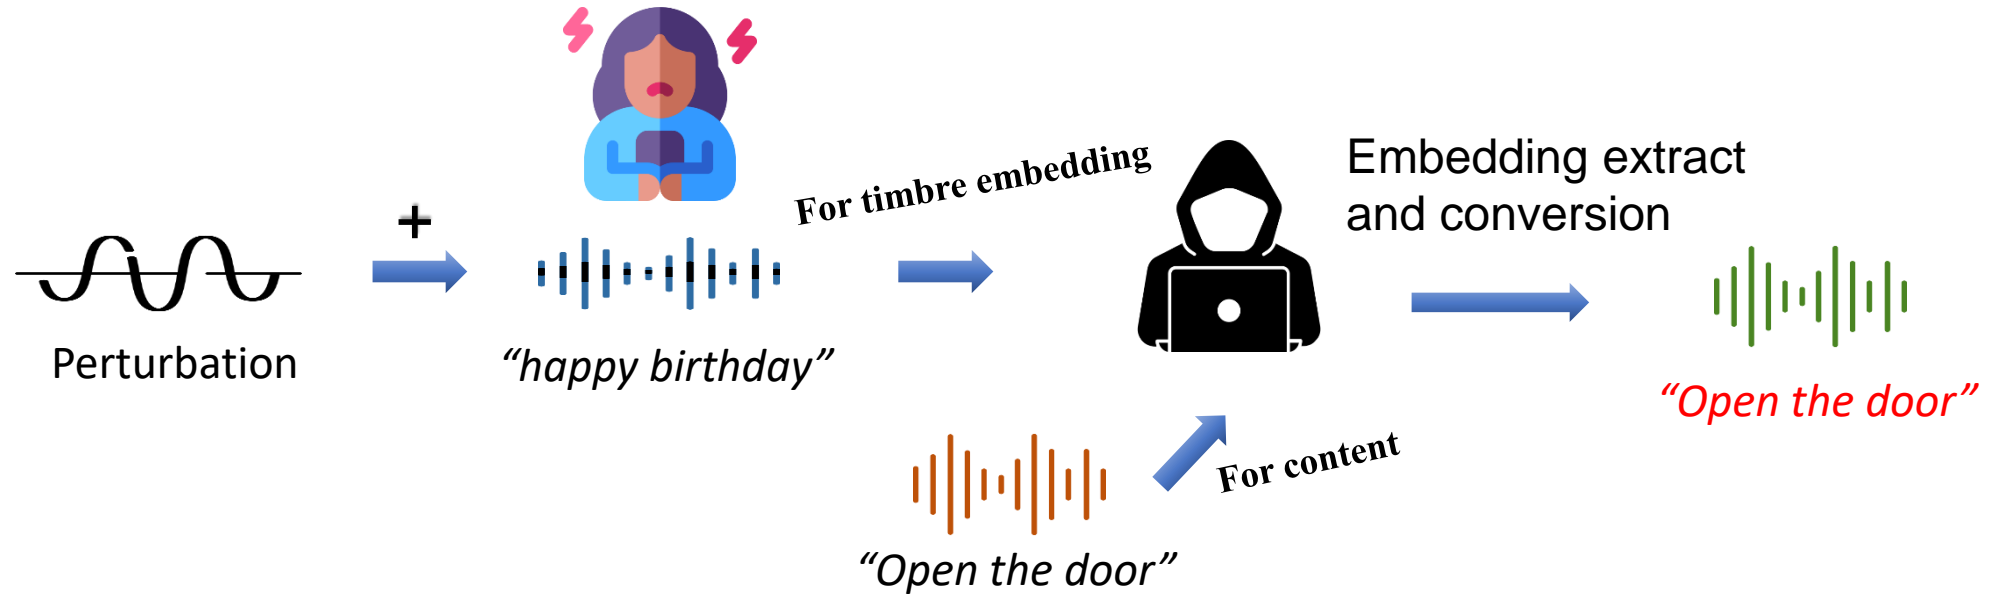 For timbre embedding
Embedding extract
and conversion
+
Perturbation
“happy birthday”
“Open the door”
For content
“Open the door”